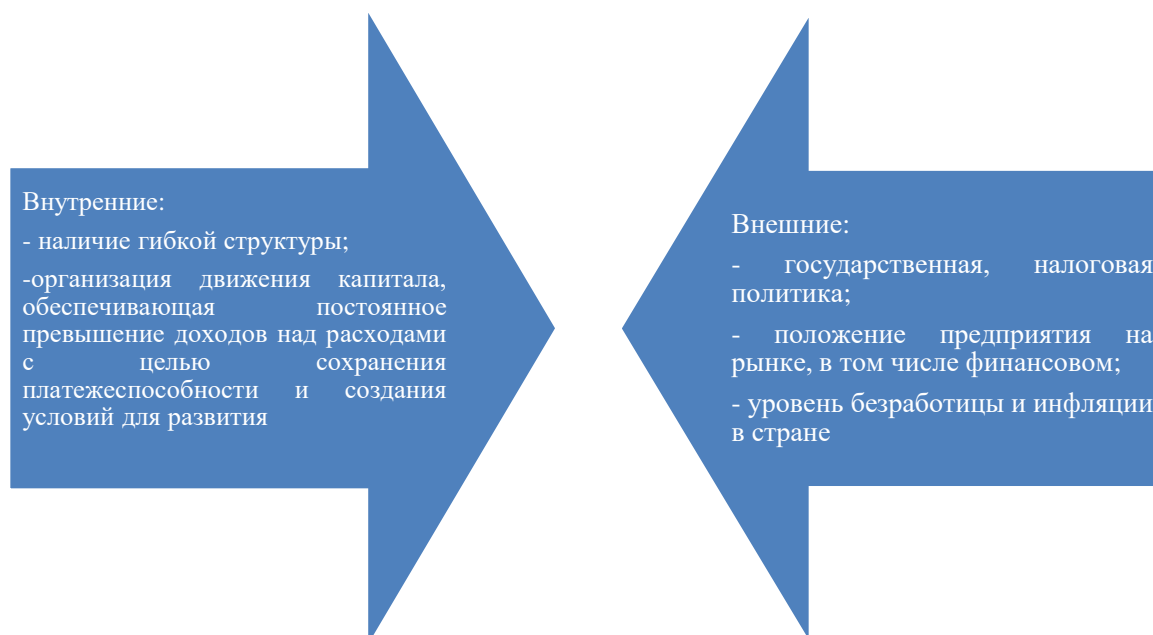 Внутренние:
- наличие гибкой структуры;
-организация движения капитала,
обеспечивающая постоянное
превышение доходов над расходами
с целью сохранения
платежеспособности и создания
условий для развития
Внешние:
- государственная, налоговая
политика;
- положение предприятия на
рынке, в том числе финансовом;
- уровень безработицы и инфляции
в стране